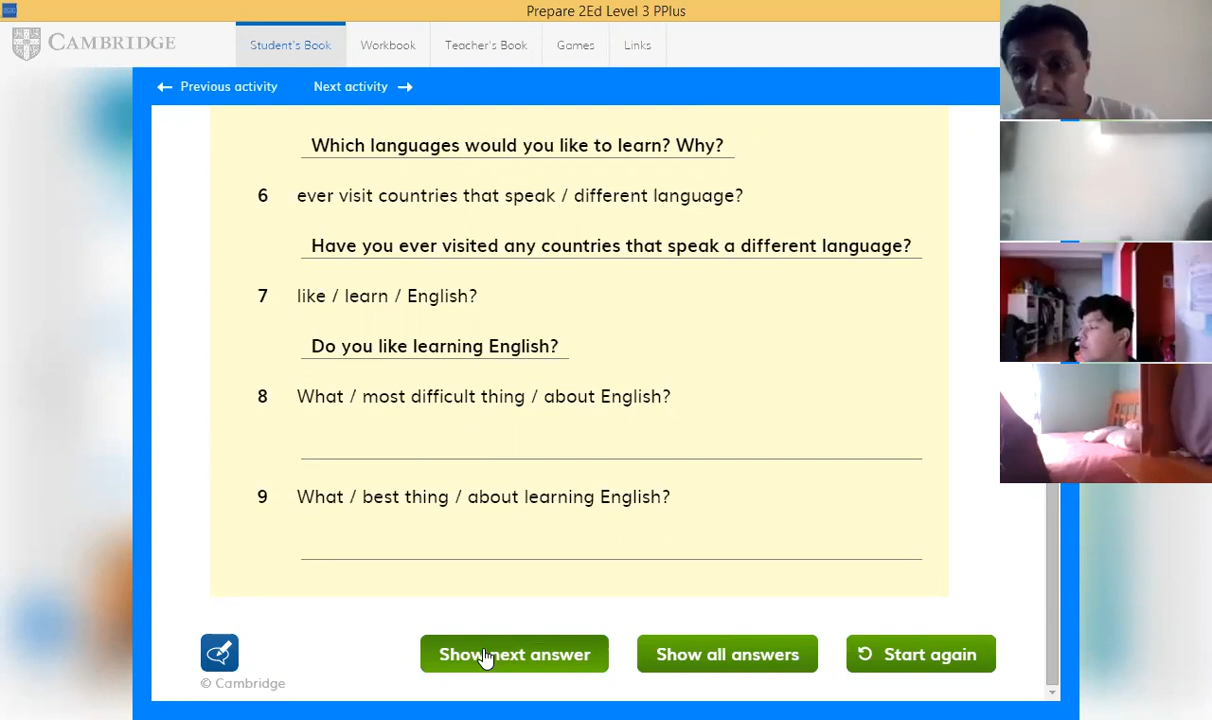 Prepare 2Ed Level 3 PPlus
CAMBRIDGE
Student's Book
Workbook
Teacher's Book
Games
Links
Previous activity
Next activity
Which languages would you like to learn? Why?
6 ever visit countries that speak / different language?
Have you ever visited any countries that speak a different language?
7 like / learn / English?
Do you like learning English?
8 What / most difficult thing / about English?
9 What / best thing / about learning English?
Show next answer
Show all answers
Start again
© Cambridge